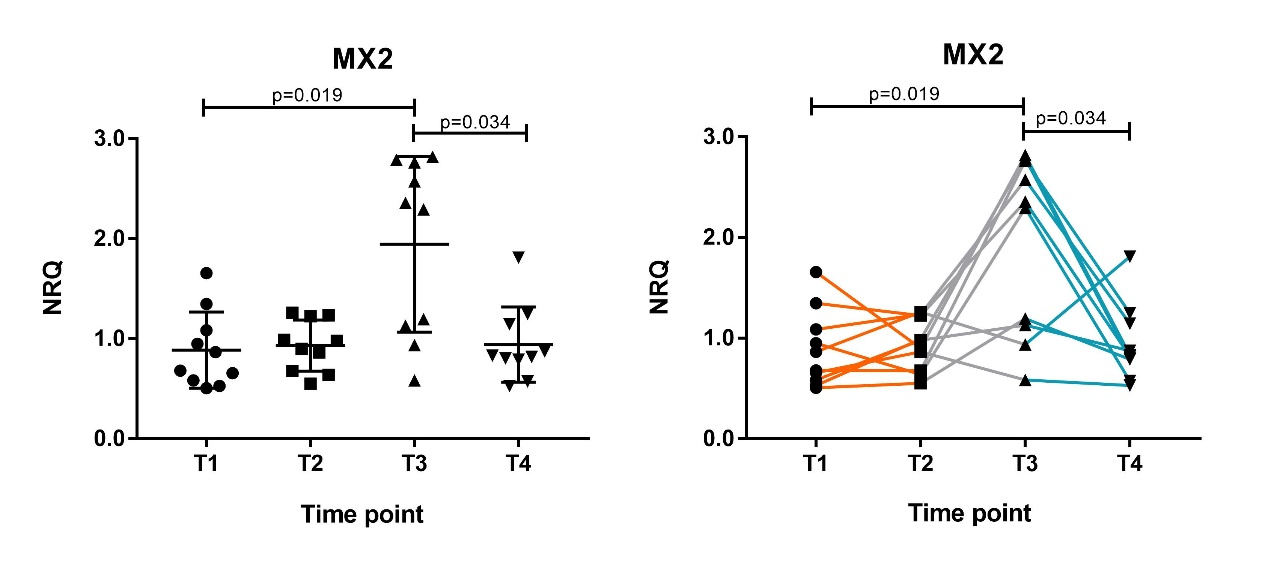 MX2
p=0.019
p=0.034
3.0
2.0
1.0
0.0
NRQ
T1 T2 T3 T4
Time point
MX2
p=0.019
p=0.034
3.0
2.0
1.0
0.0
NRQ
T1 T2 T3 T4
Time point